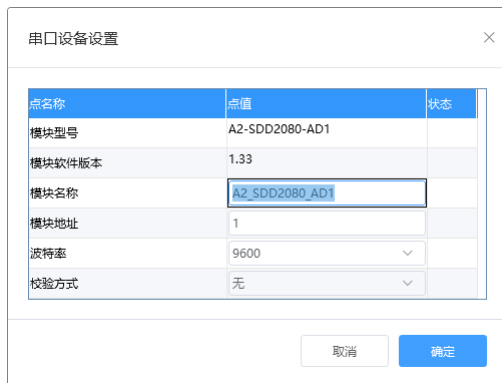 串口设备设置
点名称 点值 状态
模块型号 A2-SDD2080-AD1
模块软件版本 1.33
模块名称 A2_SDD2080_AD1
模块地址 1
波特率 9600
校验方式 无
取消 确定